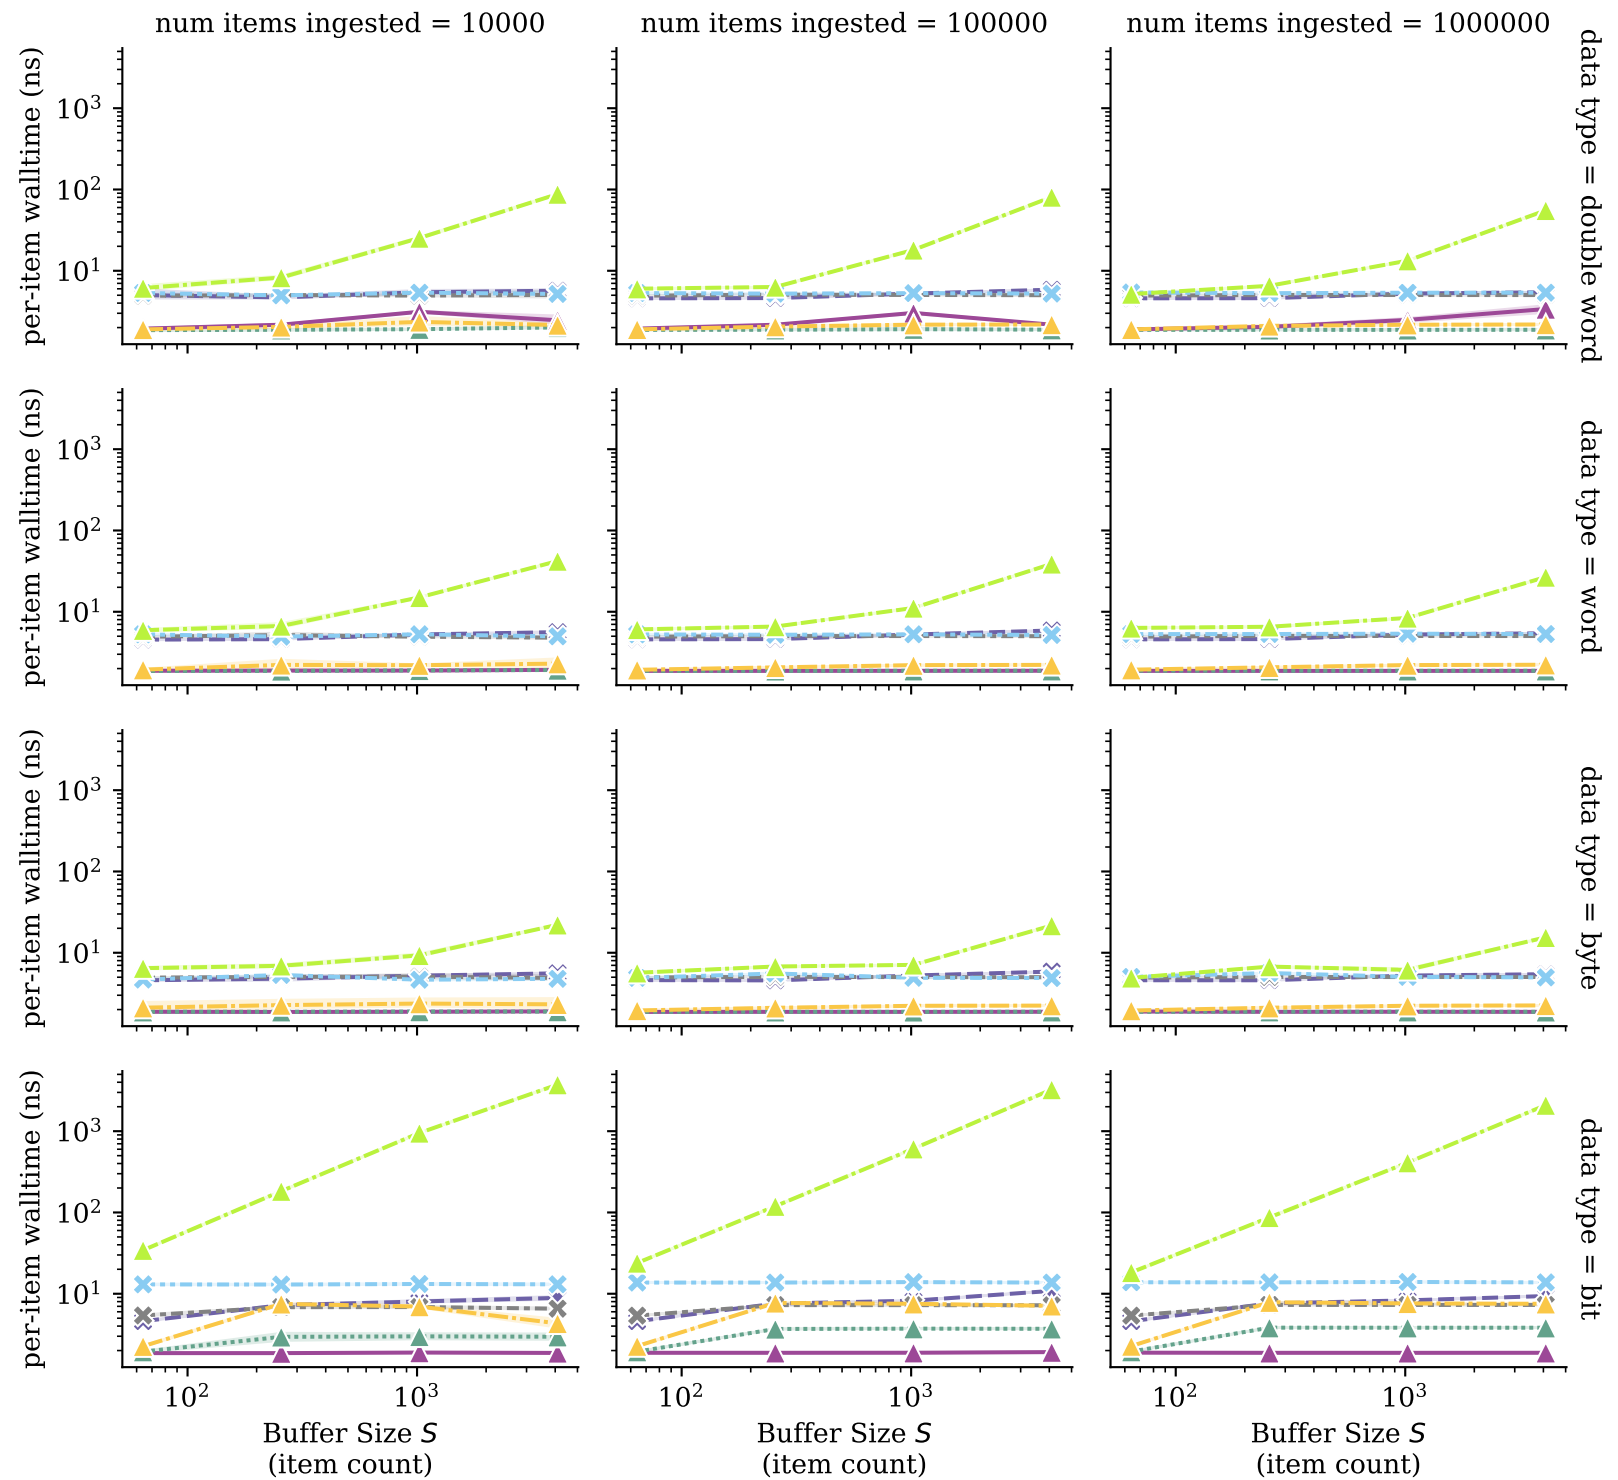 num items ingested = 10000
num items ingested = 100000
num items ingested = 1000000
per-item walltime (ns)
10³
10²
10¹
data type = double word
per-item walltime (ns)
10³
10²
10¹
data type = word
per-item walltime (ns)
10³
10²
10¹
data type = byte
per-item walltime (ns)
10³
10²
10¹
data type = bit
10² 10³
10² 10³
10² 10³
Buffer Size S
(item count)
Buffer Size S
(item count)
Buffer Size S
(item count)